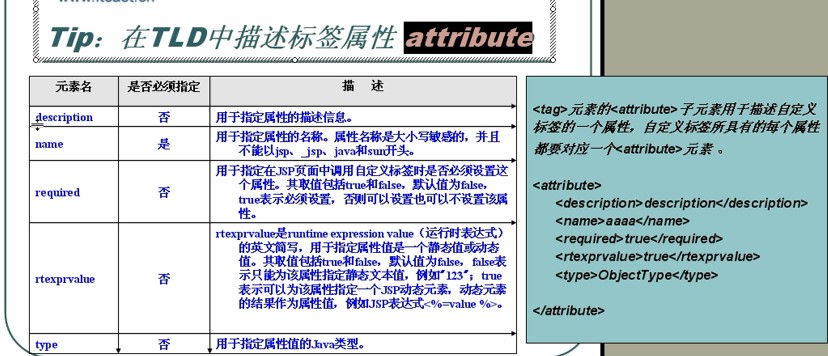 Tip：在TLD中描述标签属性 attribute
元素名 是否必须指定 描 述
description 否 用于指定属性的描述信息。
name 是 用于指定属性的名称。属性名称是大小写敏感的，并且
不能以jsp、_jsp、java和sun开头。
required 否 用于指定在JSP页面中调用自定义标签时是否必须设置这
个属性。其取值包括true和false，默认值为false，
true表示必须设置，否则可以设置也可以不设置该属
性。
rtexprvalue 否 rtexprvalue是runtime expression value（运行时表达式）
的英文简写，用于指定属性值是一个静态值或动态
值。其取值包括true和false，默认值为false，false表
示只能为该属性指定静态文本值，例如"123"；true
表示可以为该属性指定一个JSP动态元素，动态元素
的结果作为属性值，例如JSP表达式<%=value %>。
type 否 用于指定属性值的Java类型。
<tag>元素的<attribute>子元素用于描述自定义
标签的一个属性，自定义标签所具有的每个属性
都要对应一个<attribute>元素 。
<attribute>
<description>description</description>
<name>aaaa</name>
<required>true</required>
<rtexprvalue>true</rtexprvalue>
<type>ObjectType</type>
</attribute>